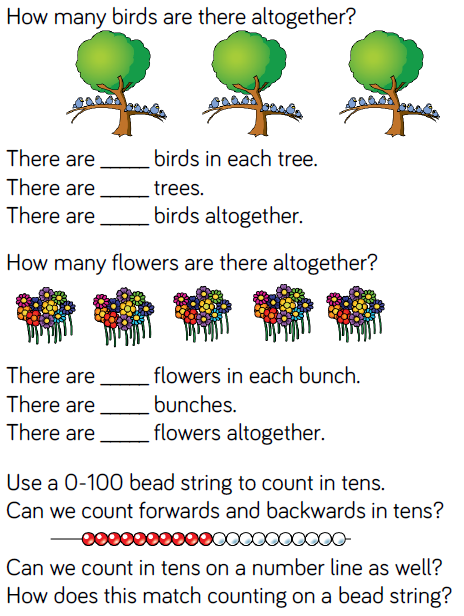 How many birds are there altogether?
There are _____ birds in each tree.
There are _____ trees.
There are _____ birds altogether.
How many flowers are there altogether?
There are _____ flowers in each bunch.
There are _____ bunches.
There are _____ flowers altogether.
Use a 0-100 bead string to count in tens.
Can we count forwards and backwards in tens?
Can we count in tens on a number line as well?
How does this match counting on a bead string?